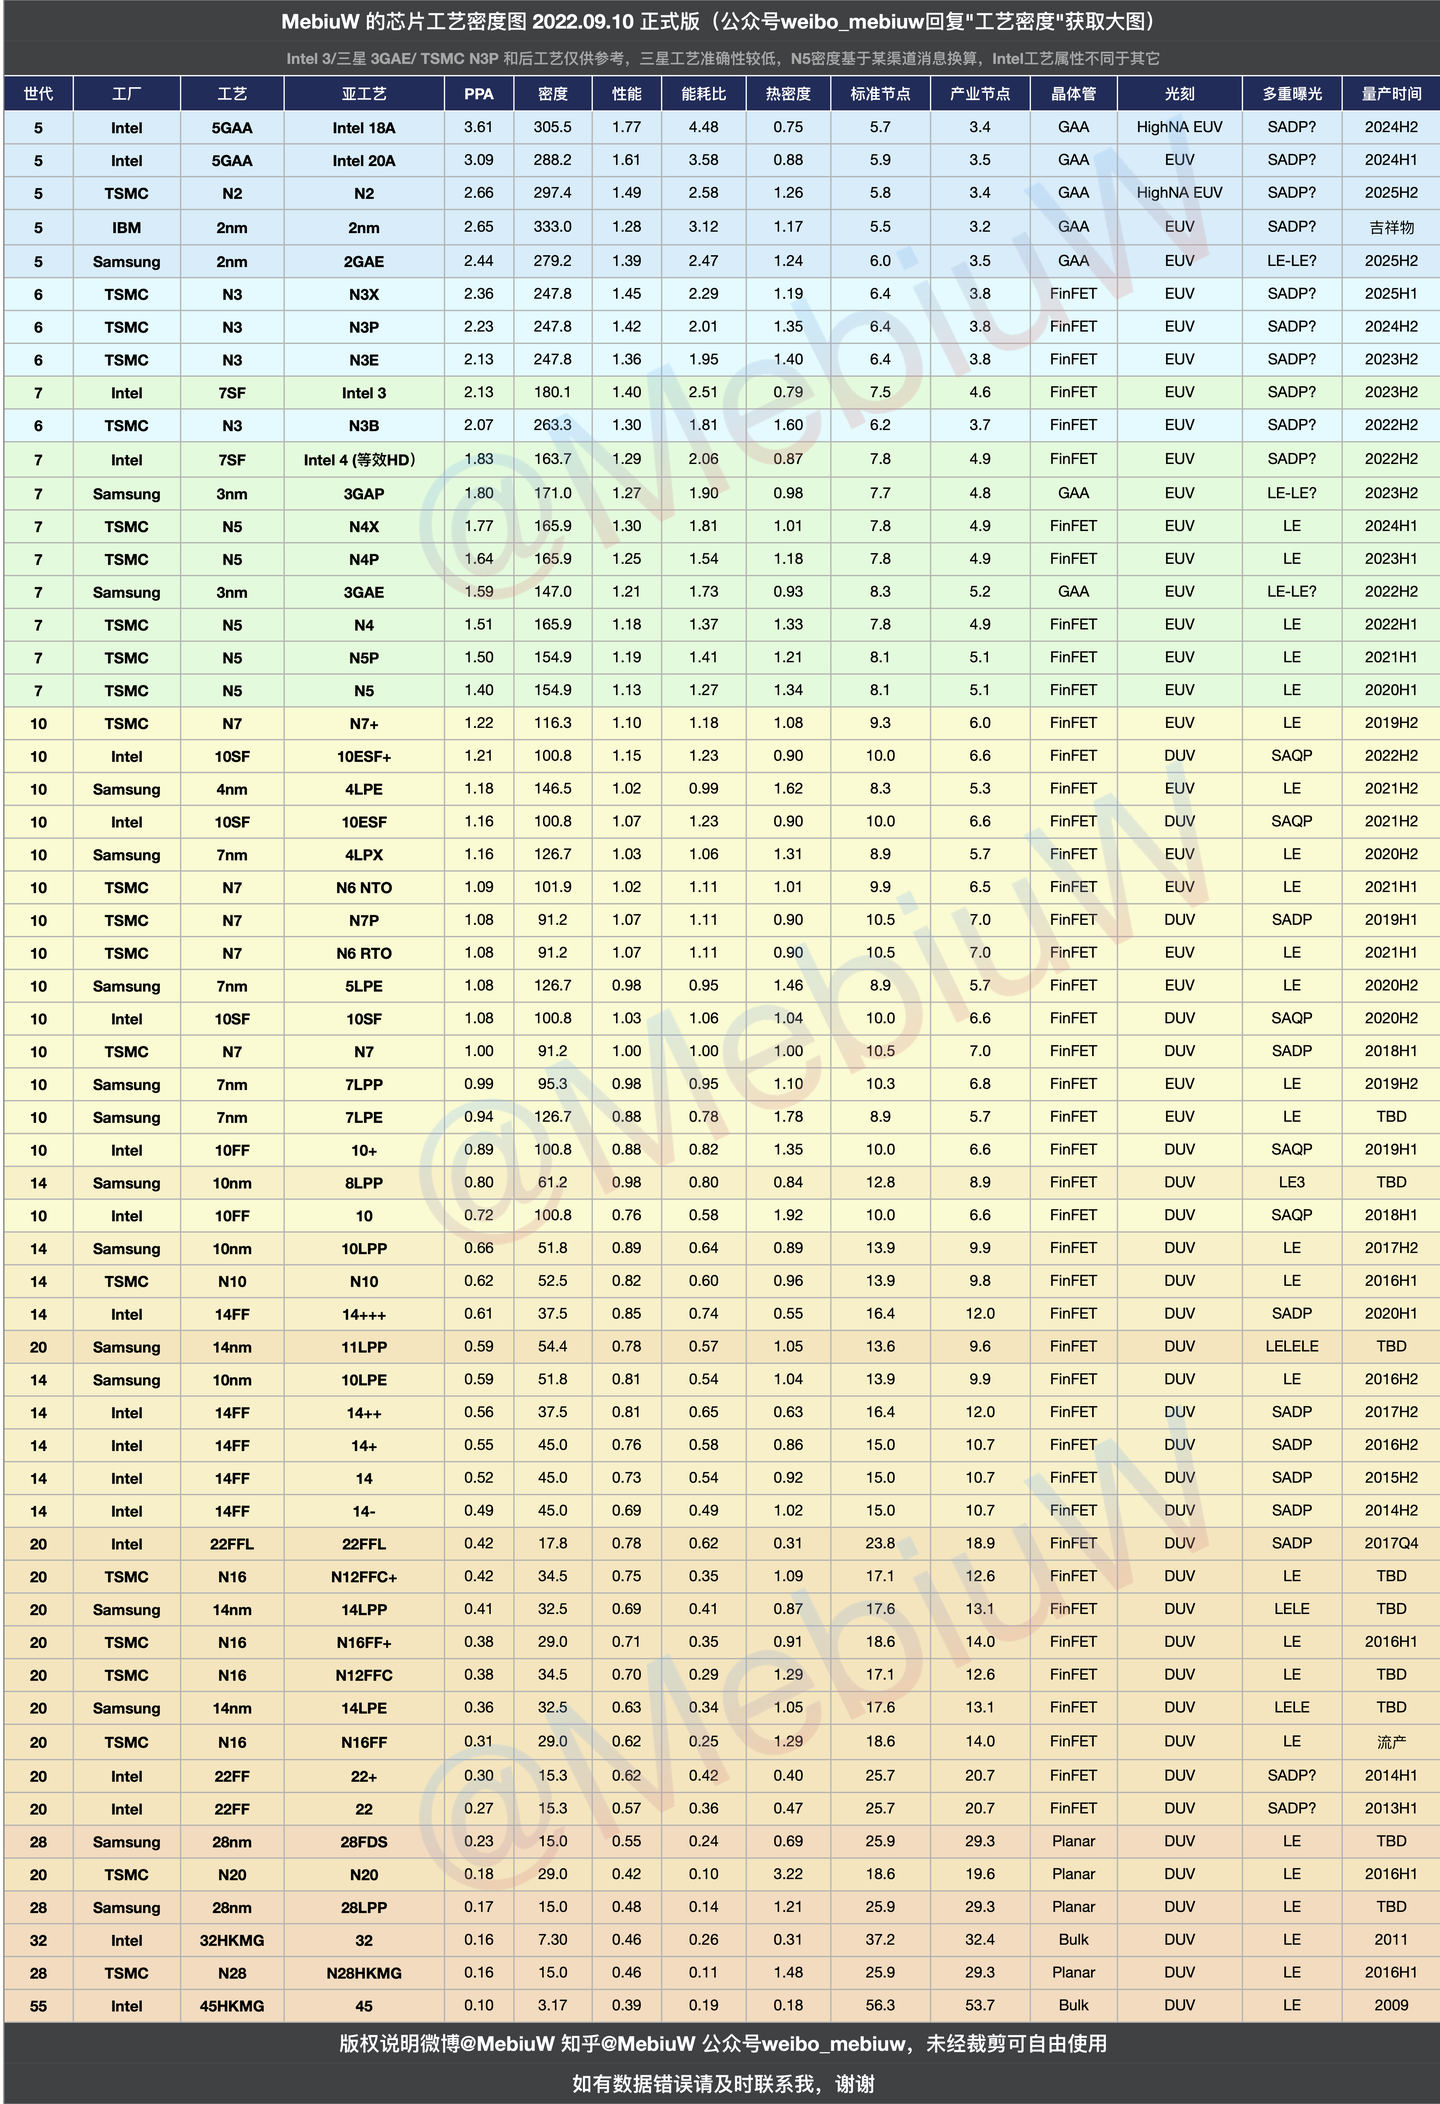 MebiuW 的芯片工艺密度图 2022.09.10 正式版（公众号weibo_mebiuw回复"工艺密度"获取大图）
Intel 3/三星 3GAE/ TSMC N3P 和后工艺仅供参考，三星工艺准确性较低，N5密度基于某渠道消息换算，Intel工艺属性不同于其它
世代 工厂 工艺 亚工艺 PPA 密度 性能 能耗比 热密度 标准节点 产业节点 晶体管 光刻 多重曝光 量产时间
5 Intel 5GAA Intel 18A 3.61 305.5 1.77 4.48 0.75 5.7 3.4 GAA HighNA EUV SADP? 2024H2
5 Intel 5GAA Intel 20A 3.09 288.2 1.61 3.58 0.88 5.9 3.5 GAA EUV SADP? 2024H1
5 TSMC N2 N2 2.66 297.4 1.49 2.58 1.26 5.8 3.4 GAA HighNA EUV SADP? 2025H2
5 IBM 2nm 2nm 2.65 333.0 1.28 3.12 1.17 5.5 3.2 GAA EUV SADP? 吉祥物
5 Samsung 2nm 2GAE 2.44 279.2 1.39 2.47 1.24 6.0 3.5 GAA EUV LE-LE? 2025H2
6 TSMC N3 N3X 2.36 247.8 1.45 2.29 1.19 6.4 3.8 FinFET EUV SADP? 2025H1
6 TSMC N3 N3P 2.23 247.8 1.42 2.01 1.35 6.4 3.8 FinFET EUV SADP? 2024H2
6 TSMC N3 N3E 2.13 247.8 1.36 1.95 1.40 6.4 3.8 FinFET EUV SADP? 2023H2
7 Intel 7SF Intel 3 2.13 180.1 1.40 2.51 0.79 7.5 4.6 FinFET EUV SADP? 2023H2
6 TSMC N3 N3B 2.07 263.3 1.30 1.81 1.60 6.2 3.7 FinFET EUV SADP? 2022H2
7 Intel 7SF Intel 4 (等效HD） 1.83 163.7 1.29 2.06 0.87 7.8 4.9 FinFET EUV SADP? 2022H2
7 Samsung 3nm 3GAP 1.80 171.0 1.27 1.90 0.98 7.7 4.8 GAA EUV LE-LE? 2023H2
7 TSMC N5 N4X 1.77 165.9 1.30 1.81 1.01 7.8 4.9 FinFET EUV LE 2024H1
7 TSMC N5 N4P 1.64 165.9 1.25 1.54 1.18 7.8 4.9 FinFET EUV LE 2023H1
7 Samsung 3nm 3GAE 1.59 147.0 1.21 1.73 0.93 8.3 5.2 GAA EUV LE-LE? 2022H2
7 TSMC N5 N4 1.51 165.9 1.18 1.37 1.33 7.8 4.9 FinFET EUV LE 2022H1
7 TSMC N5 N5P 1.50 154.9 1.19 1.41 1.21 8.1 5.1 FinFET EUV LE 2021H1
7 TSMC N5 N5 1.40 154.9 1.13 1.27 1.34 8.1 5.1 FinFET EUV LE 2020H1
10 TSMC N7 N7+ 1.22 116.3 1.10 1.18 1.08 9.3 6.0 FinFET EUV LE 2019H2
10 Intel 10SF 10ESF+ 1.21 100.8 1.15 1.23 0.90 10.0 6.6 FinFET DUV SAQP 2022H2
10 Samsung 4nm 4LPE 1.18 146.5 1.02 0.99 1.62 8.3 5.3 FinFET EUV LE 2021H2
10 Intel 10SF 10ESF 1.16 100.8 1.07 1.23 0.90 10.0 6.6 FinFET DUV SAQP 2021H2
10 Samsung 7nm 4LPX 1.16 126.7 1.03 1.06 1.31 8.9 5.7 FinFET EUV LE 2020H2
10 TSMC N7 N6 NTO 1.09 101.9 1.02 1.11 1.01 9.9 6.5 FinFET EUV LE 2021H1
10 TSMC N7 N7P 1.08 91.2 1.07 1.11 0.90 10.5 7.0 FinFET DUV SADP 2019H1
10 TSMC N7 N6 RTO 1.08 91.2 1.07 1.11 0.90 10.5 7.0 FinFET EUV LE 2021H1
10 Samsung 7nm 5LPE 1.08 126.7 0.98 0.95 1.46 8.9 5.7 FinFET EUV LE 2020H2
10 Intel 10SF 10SF 1.08 100.8 1.03 1.06 1.04 10.0 6.6 FinFET DUV SAQP 2020H2
10 TSMC N7 N7 1.00 91.2 1.00 1.00 1.00 10.5 7.0 FinFET DUV SADP 2018H1
10 Samsung 7nm 7LPP 0.99 95.3 0.98 0.95 1.10 10.3 6.8 FinFET EUV LE 2019H2
10 Samsung 7nm 7LPE 0.94 126.7 0.88 0.78 1.78 8.9 5.7 FinFET EUV LE TBD
10 Intel 10FF 10+ 0.89 100.8 0.88 0.82 1.35 10.0 6.6 FinFET DUV SAQP 2019H1
14 Samsung 10nm 8LPP 0.80 61.2 0.98 0.80 0.84 12.8 8.9 FinFET DUV LE3 TBD
10 Intel 10FF 10 0.72 100.8 0.76 0.58 1.92 10.0 6.6 FinFET DUV SAQP 2018H1
14 Samsung 10nm 10LPP 0.66 51.8 0.89 0.64 0.89 13.9 9.9 FinFET DUV LE 2017H2
14 TSMC N10 N10 0.62 52.5 0.82 0.60 0.96 13.9 9.8 FinFET DUV LE 2016H1
14 Intel 14FF 14+++ 0.61 37.5 0.85 0.74 0.55 16.4 12.0 FinFET DUV SADP 2020H1
20 Samsung 14nm 11LPP 0.59 54.4 0.78 0.57 1.05 13.6 9.6 FinFET DUV LELELE TBD
14 Samsung 10nm 10LPE 0.59 51.8 0.81 0.54 1.04 13.9 9.9 FinFET DUV LE 2016H2
14 Intel 14FF 14++ 0.56 37.5 0.81 0.65 0.63 16.4 12.0 FinFET DUV SADP 2017H2
14 Intel 14FF 14+ 0.55 45.0 0.76 0.58 0.86 15.0 10.7 FinFET DUV SADP 2016H2
14 Intel 14FF 14 0.52 45.0 0.73 0.54 0.92 15.0 10.7 FinFET DUV SADP 2015H2
14 Intel 14FF 14- 0.49 45.0 0.69 0.49 1.02 15.0 10.7 FinFET DUV SADP 2014H2
20 Intel 22FFL 22FFL 0.42 17.8 0.78 0.62 0.31 23.8 18.9 FinFET DUV SADP 2017Q4
20 TSMC N16 N12FFC+ 0.42 34.5 0.75 0.35 1.09 17.1 12.6 FinFET DUV LE TBD
20 Samsung 14nm 14LPP 0.41 32.5 0.69 0.41 0.87 17.6 13.1 FinFET DUV LELE TBD
20 TSMC N16 N16FF+ 0.38 29.0 0.71 0.35 0.91 18.6 14.0 FinFET DUV LE 2016H1
20 TSMC N16 N12FFC 0.38 34.5 0.70 0.29 1.29 17.1 12.6 FinFET DUV LE TBD
20 Samsung 14nm 14LPE 0.36 32.5 0.63 0.34 1.05 17.6 13.1 FinFET DUV LELE TBD
20 TSMC N16 N16FF 0.31 29.0 0.62 0.25 1.29 18.6 14.0 FinFET DUV LE 流产
20 Intel 22FF 22+ 0.30 15.3 0.62 0.42 0.40 25.7 20.7 FinFET DUV SADP? 2014H1
20 Intel 22FF 22 0.27 15.3 0.57 0.36 0.47 25.7 20.7 FinFET DUV SADP? 2013H1
28 Samsung 28nm 28FDS 0.23 15.0 0.55 0.24 0.69 25.9 29.3 Planar DUV LE TBD
20 TSMC N20 N20 0.18 29.0 0.42 0.10 3.22 18.6 19.6 Planar DUV LE 2016H1
28 Samsung 28nm 28LPP 0.17 15.0 0.48 0.14 1.21 25.9 29.3 Planar DUV LE TBD
32 Intel 32HKMG 32 0.16 7.30 0.46 0.26 0.31 37.2 32.4 Bulk DUV LE 2011
28 TSMC N28 N28HKMG 0.16 15.0 0.46 0.11 1.48 25.9 29.3 Planar DUV LE 2016H1
55 Intel 45HKMG 45 0.10 3.17 0.39 0.19 0.18 56.3 53.7 Bulk DUV LE 2009
版权说明微博@MebiuW 知乎@MebiuW 公众号weibo_mebiuw，未经裁剪可自由使用
如有数据错误请及时联系我，谢谢
@MebiuW
@MebiuW
@MebiuW